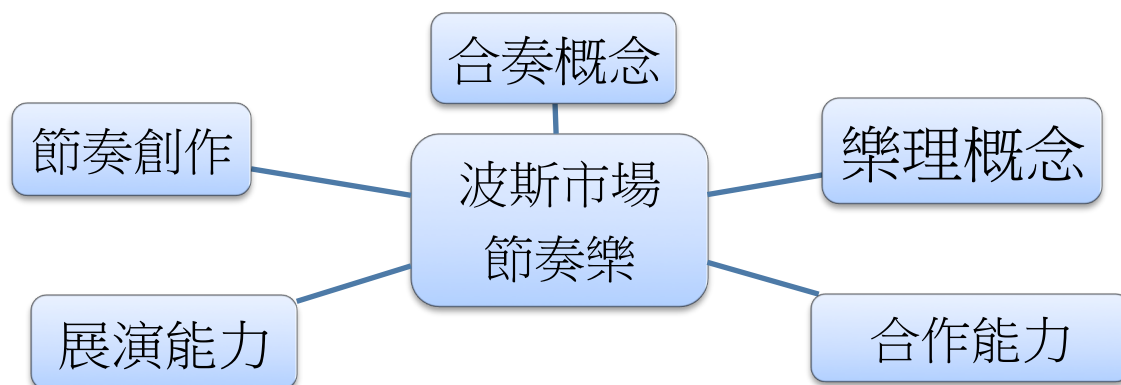 合奏概念
節奏創作
樂理概念
波斯市場
節奏樂
展演能力
合作能力